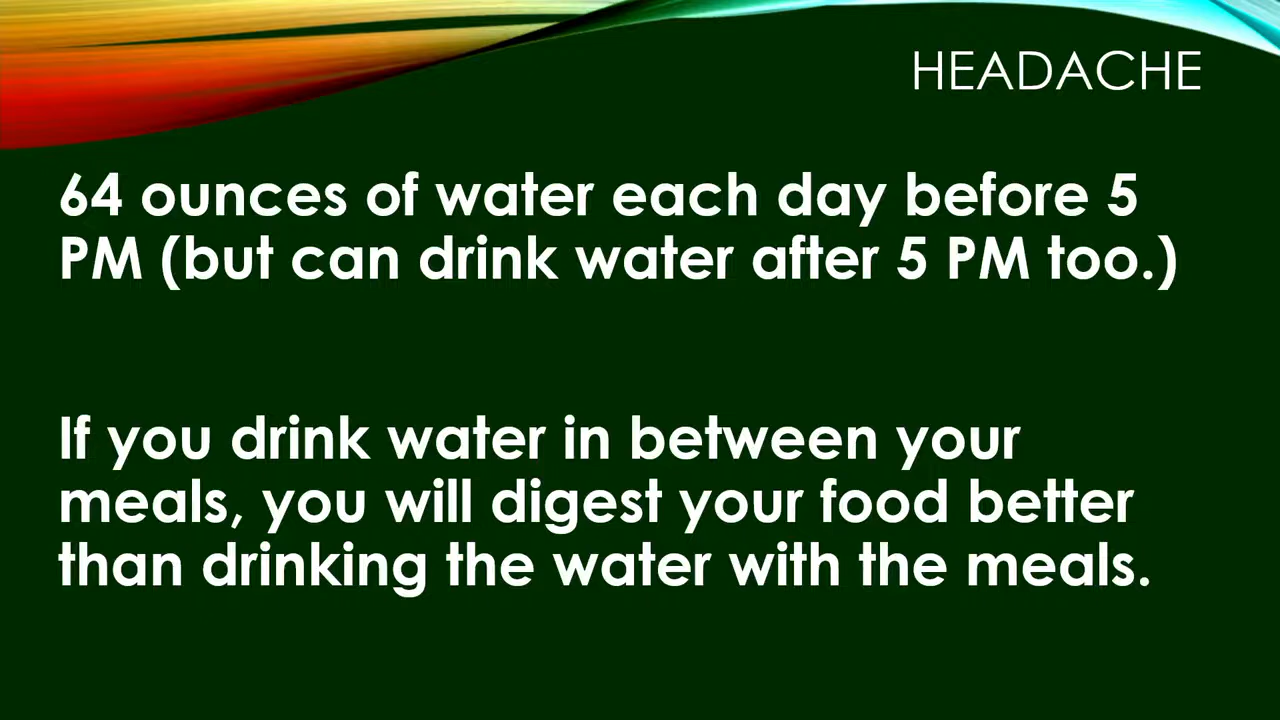 HEADACHE
64 ounces of water each day before 5
PM (but can drink water after 5 PM too.)
If you drink water in between your
meals, you will digest your food better
than drinking the water with the meals.